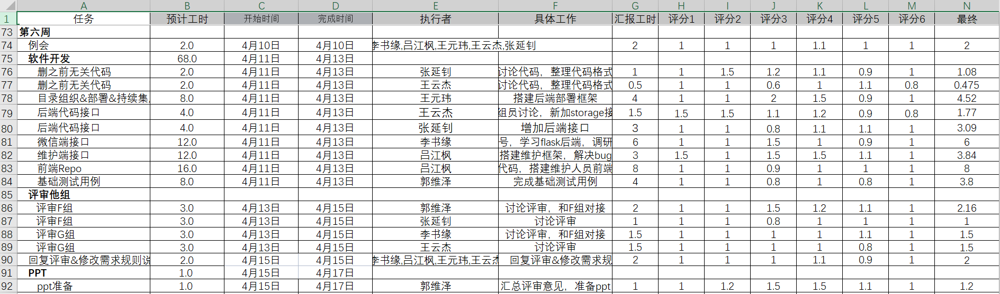 A B C D E F G H I J K L M N
1 任务 预计工时 开始时间 完成时间 执行者 具体工作 汇报工时 评分1 评分2 评分3 评分4 评分5 评分6 最终
73 第六周
74 例会 2.0 4月10日 4月10日 李书缘,吕江枫,王元玮,王云杰,张延钊 2 1 1 1 1.1 1 1 2
75 软件开发 68.0 4月11日 4月13日
76 删之前无关代码 2.0 4月11日 4月13日 张延钊 讨论代码，整理代码格式 1 1 1.5 1.2 1.1 0.9 1 1.08
77 删之前无关代码 2.0 4月11日 4月13日 王云杰 讨论代码，整理代码格式 0.5 1 1 0.6 1 1.1 0.8 0.475
78 目录组织&部署&持续集 8.0 4月11日 4月13日 王元玮 搭建后端部署框架 4 1 1 2 1.5 0.9 1 4.52
79 后端代码接口 4.0 4月11日 4月13日 王云杰 组员讨论，新加storage接 1.5 1.5 1.5 1.1 1.2 0.9 0.8 1.77
80 后端代码接口 4.0 4月11日 4月13日 张延钊 增加后端接口 3 1 1 0.8 1.1 1.1 1 3.09
81 微信端接口 12.0 4月11日 4月13日 李书缘 号，学习flask后端，调研 6 1 1 1.5 1 0.9 1 6
82 维护端接口 12.0 4月11日 4月13日 吕江枫 搭建维护框架，解决bug 3 1.5 1 1.5 1.5 1.1 1 3.84
83 前端Repo 16.0 4月11日 4月13日 吕江枫 代码，搭建维护人员前端 8 1 1 0.9 1 1 1 8
84 基础测试用例 8.0 4月11日 4月13日 郭维泽 完成基础测试用例 4 1 1 0.8 1 0.8 1 3.8
85 评审他组
86 评审F组 3.0 4月13日 4月15日 郭维泽 讨论评审，和F组对接 2 1 1 1.5 1.2 1.1 1 2.16
87 评审F组 3.0 4月13日 4月15日 张延钊 讨论评审 1 1 1 0.8 1 1 1 1
88 评审G组 3.0 4月13日 4月15日 李书缘 讨论评审，和F组对接 1.5 1 1 1 1 1.1 1 1.5
89 评审G组 3.0 4月13日 4月15日 王云杰 讨论评审 1.5 1 1 1 1 0.8 1 1.5
90 回复评审&修改需求规则说 2.0 4月15日 4月15日 李书缘,吕江枫,王元玮,王云杰 回复评审&修改需求规 2 1 1 1 1.1 0.9 1 2
91 PPT 1.0 4月15日 4月17日
92 ppt准备 1.0 4月15日 4月17日 郭维泽 汇总评审意见，准备ppt 1 1 1.2 1.5 1.5 1.1 1 1.2